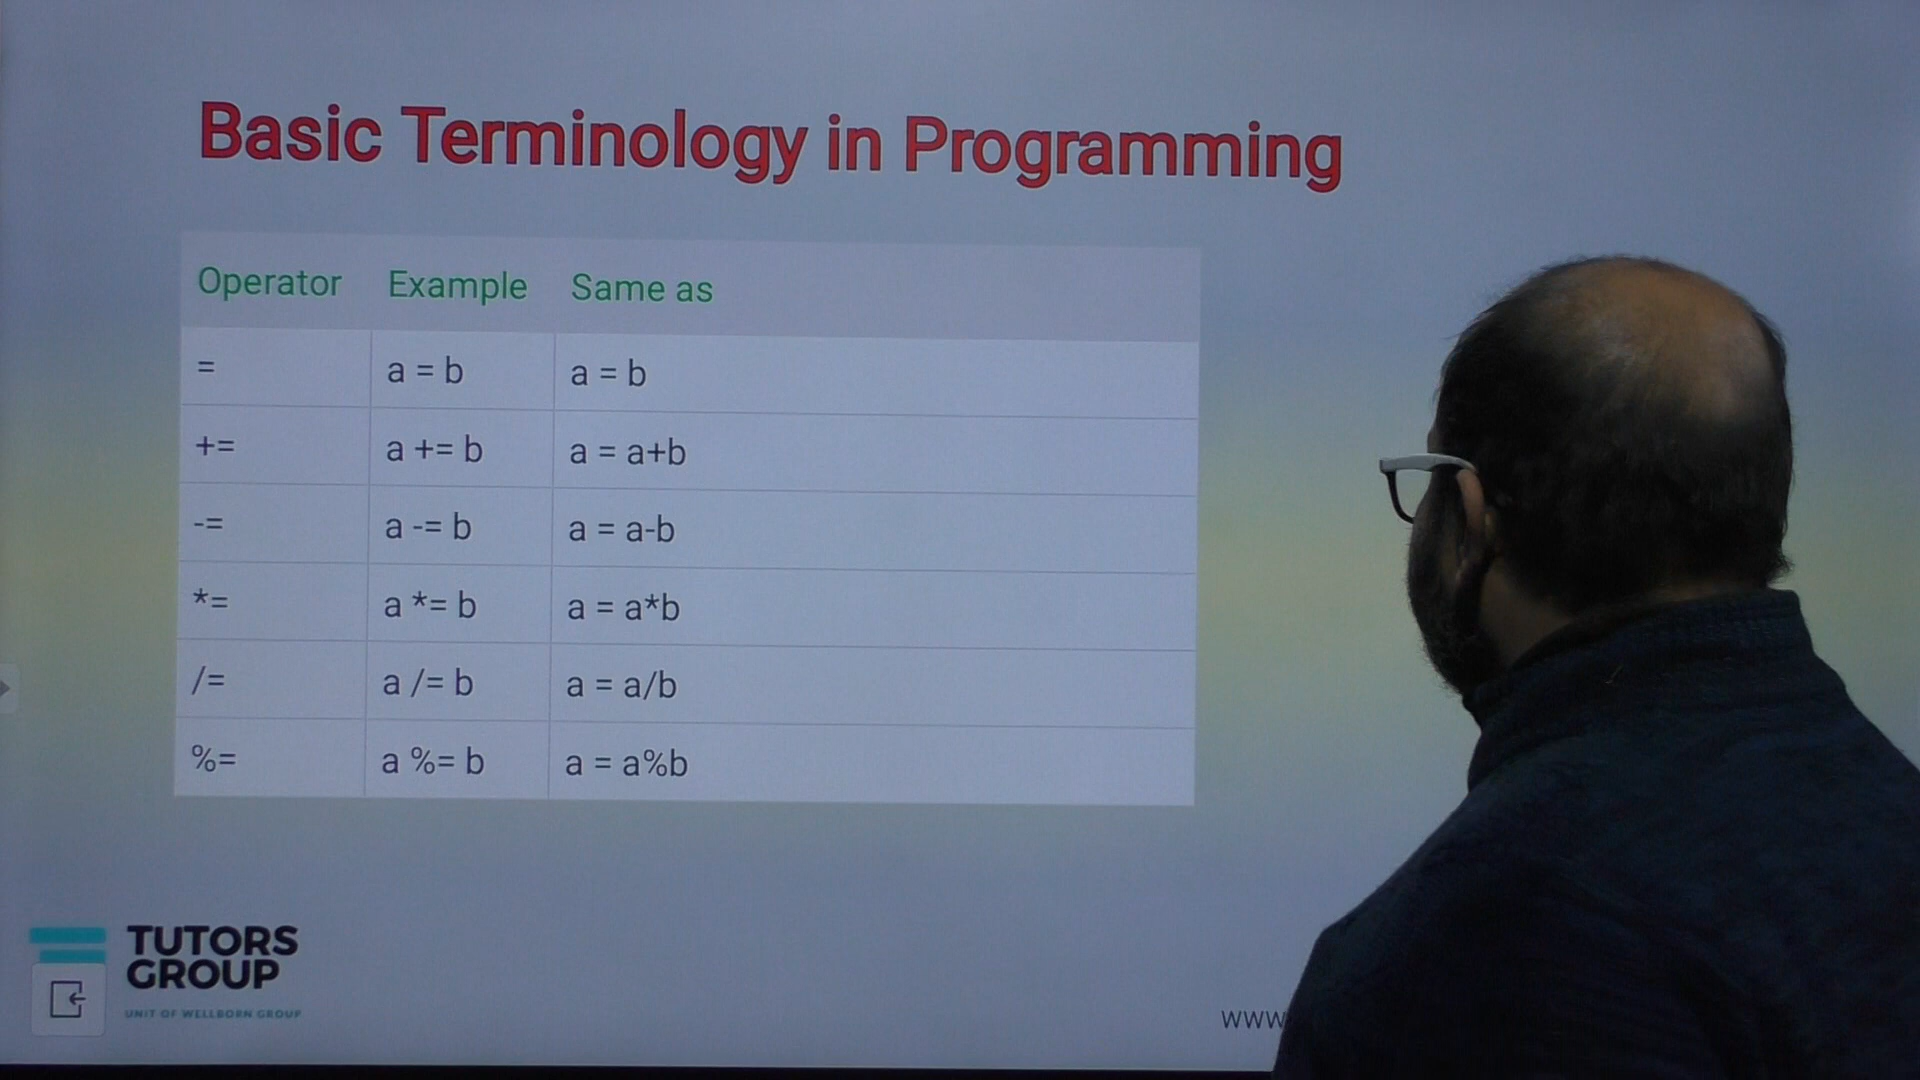 Basic Terminology in Programming
Operator Example Same as
= a = b a = b
+= a += b a = a+b
-= a -= b a = a-b
*= a *= b a = a*b
/= a /= b a = a/b
%= a %= b a = a%b
TUTORS
GROUP
UNIT OF WELLBORN GROUP
www